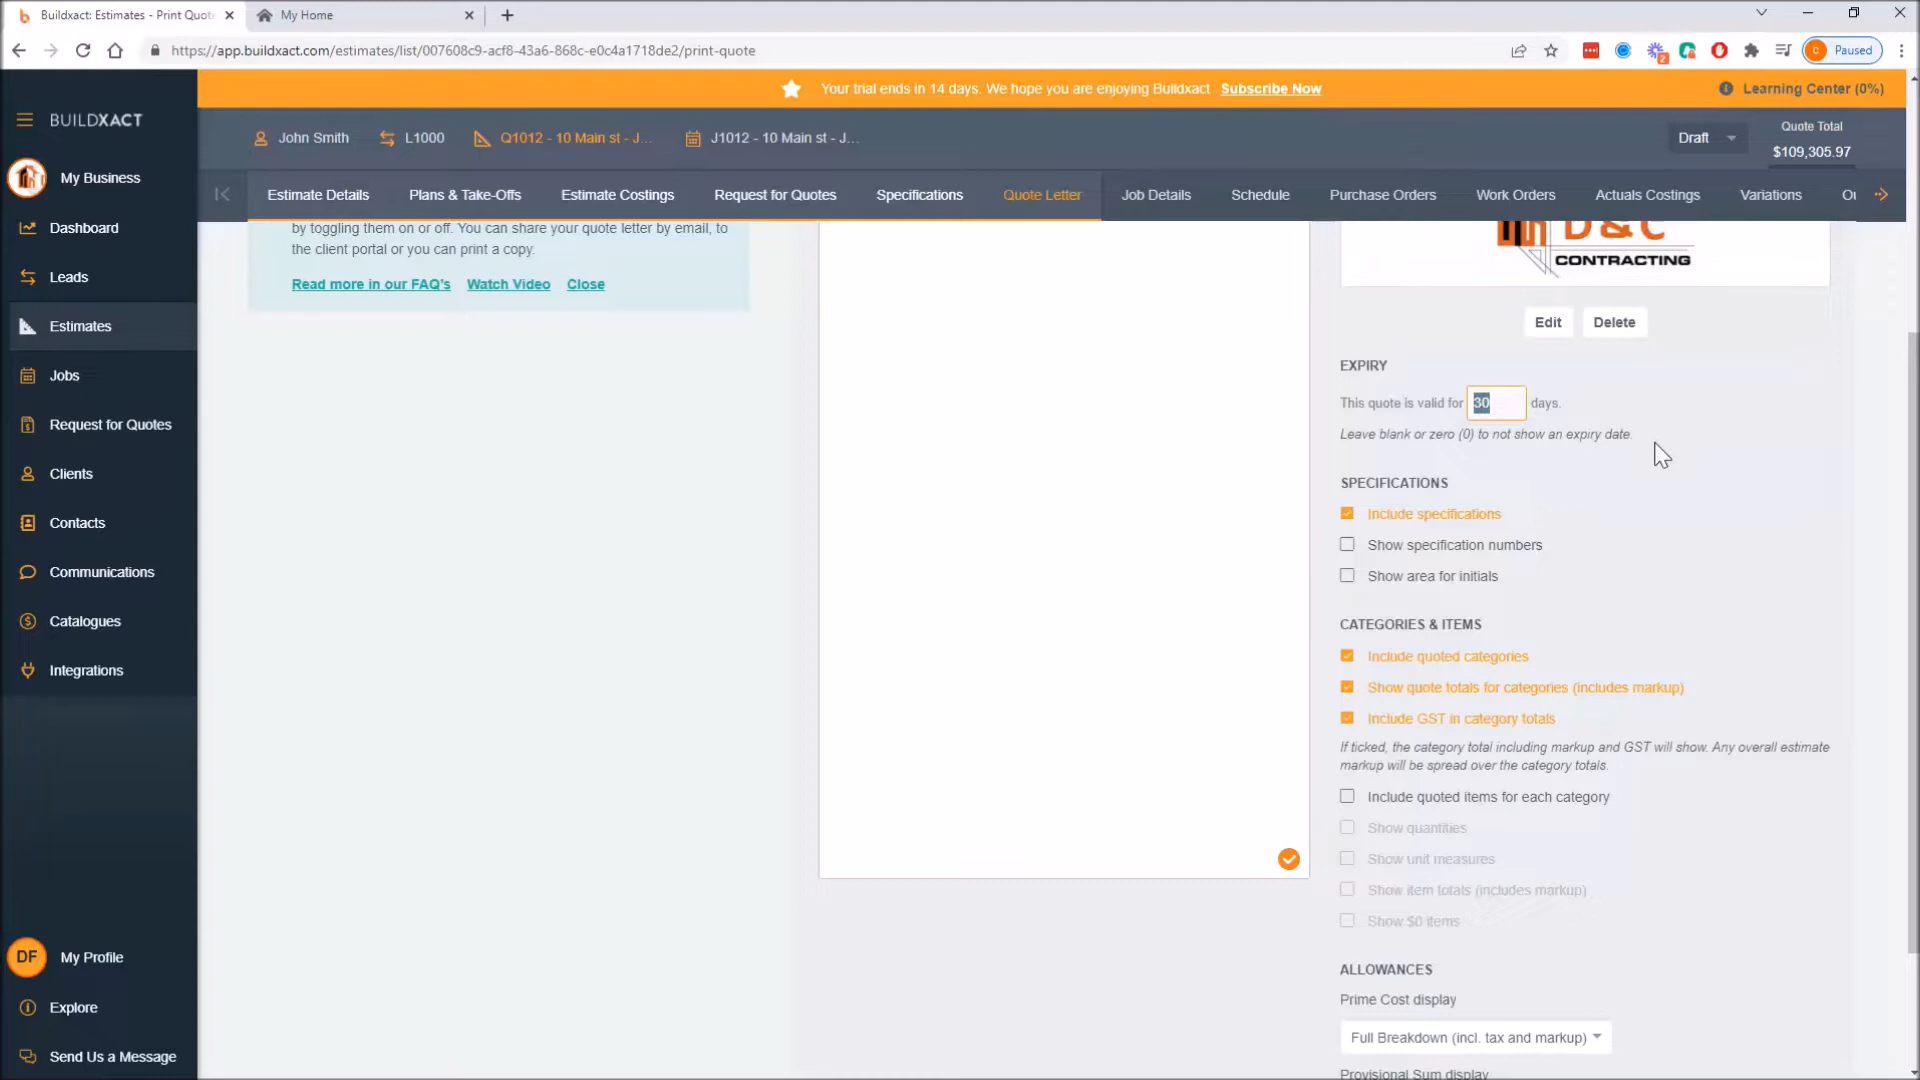 Buildxact: Estimates - Print Quot
My Home
https://app.buildxact.com/estimates/list/007608c9-acf8-43a6-868c-e0c4a1718de2/print-quote
2
C
Paused
Your trial ends in 14 days. We hope you are enjoying Buildxact Subscribe Now
Learning Center (0%)
BUILDXACT
John Smith
L1000
Q1012 - 10 Main st - J...
J1012 - 10 Main st - J...
Draft
Quote Total
$109,305.97
My Business
Dashboard
Leads
Estimates
Jobs
Request for Quotes
Clients
Contacts
Communications
Catalogues
Integrations
DF
My Profile
Explore
Send Us a Message
Estimate Details
Plans & Take-Offs
Estimate Costings
Request for Quotes
Specifications
Quote Letter
Job Details
Schedule
Purchase Orders
Work Orders
Actuals Costings
Variations
Ou
by toggling them on or off. You can share your quote letter by email, to
the client portal or you can print a copy.
Read more in our FAQ's Watch Video Close
D&C
CONTRACTING
Edit
Delete
EXPIRY
This quote is valid for 30 days.
Leave blank or zero (0) to not show an expiry date.
SPECIFICATIONS
Include specifications
Show specification numbers
Show area for initials
CATEGORIES & ITEMS
Include quoted categories
Show quote totals for categories (includes markup)
Include GST in category totals
If ticked, the category total including markup and GST will show. Any overall estimate
markup will be spread over the category totals.
Include quoted items for each category
Show quantities
Show unit measures
Show item totals (includes markup)
Show $0 items
ALLOWANCES
Prime Cost display
Full Breakdown (incl. tax and markup)
Provisional Sum display